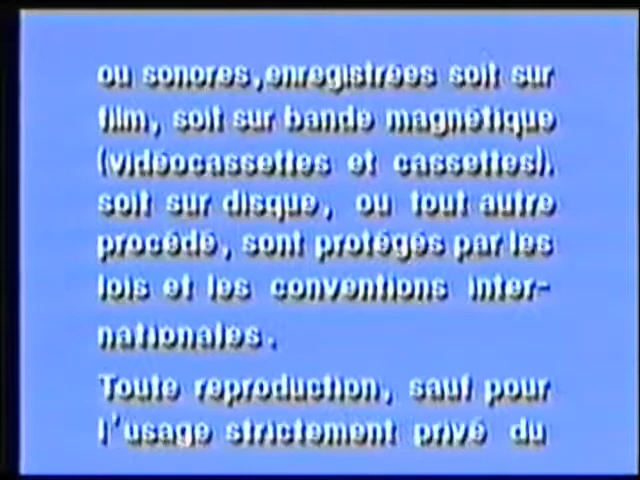 ou sonores,enregistrées soit sur
film, soit sur bande magnétique
(vidéocassettes et cassettes),
soit sur disque, ou tout autre
procédé, sont protégés par les
lois et les conventions inter-
nationales.
Toute reproduction, sauf pour
l'usage strictement privé du